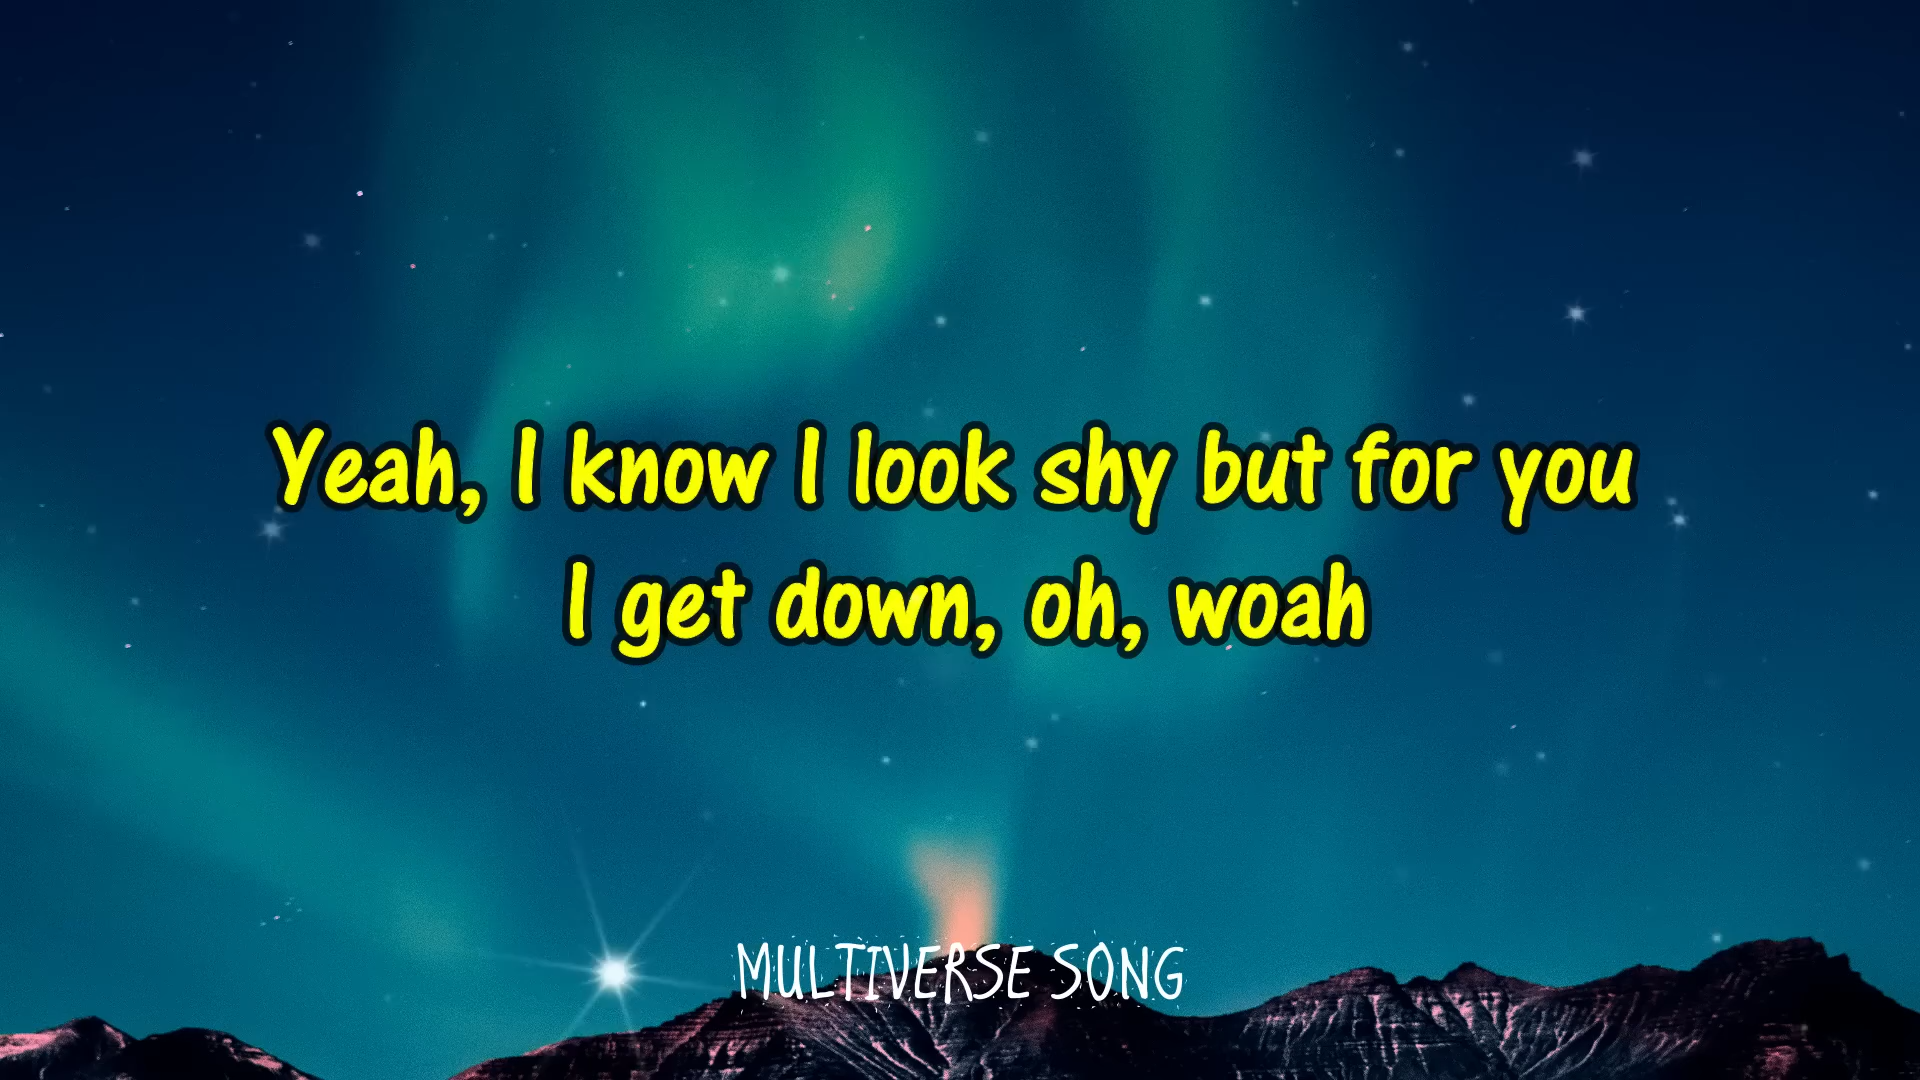 Yeah, I know I look shy but for you
I get down, oh, woah
MULTIVERSE SONG